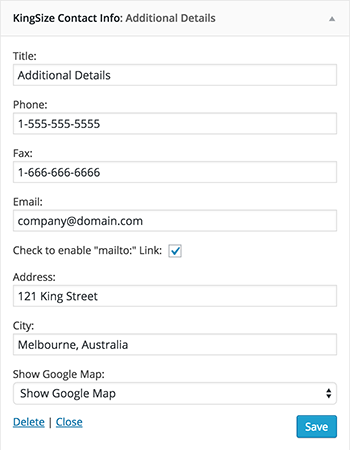 KingSize Contact Info: Additional Details
Title:
Additional Details
Phone:
1-555-555-5555
Fax:
1-666-666-6666
Email:
company@domain.com
Check to enable "mailto:" Link:
Address:
121 King Street
City:
Melbourne, Australia
Show Google Map:
Show Google Map
Delete | Close Save